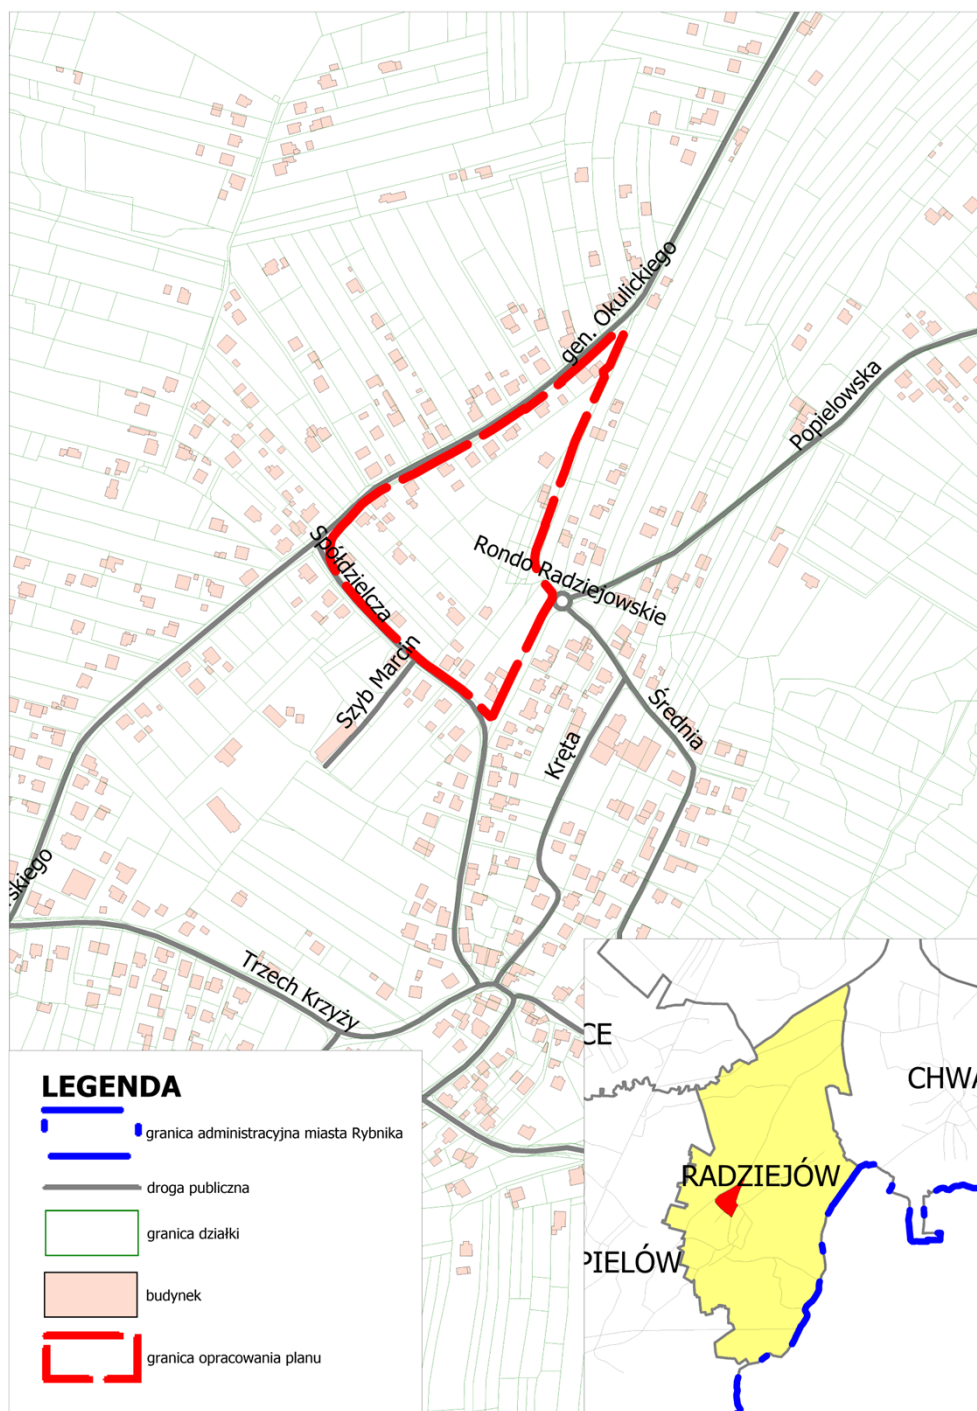 gen. Okulickiego
Popielowska
Spółdzielcza
Rondo Radziejowskie
Szyb Marcin
Średnia
Kręta
rskiego
Trzech Krzyży
LEGENDA
granica administracyjna miasta Rybnika
droga publiczna
granica działki
budynek
granica opracowania planu
CE
CHWA
RADZIEJÓW
PIELÓW